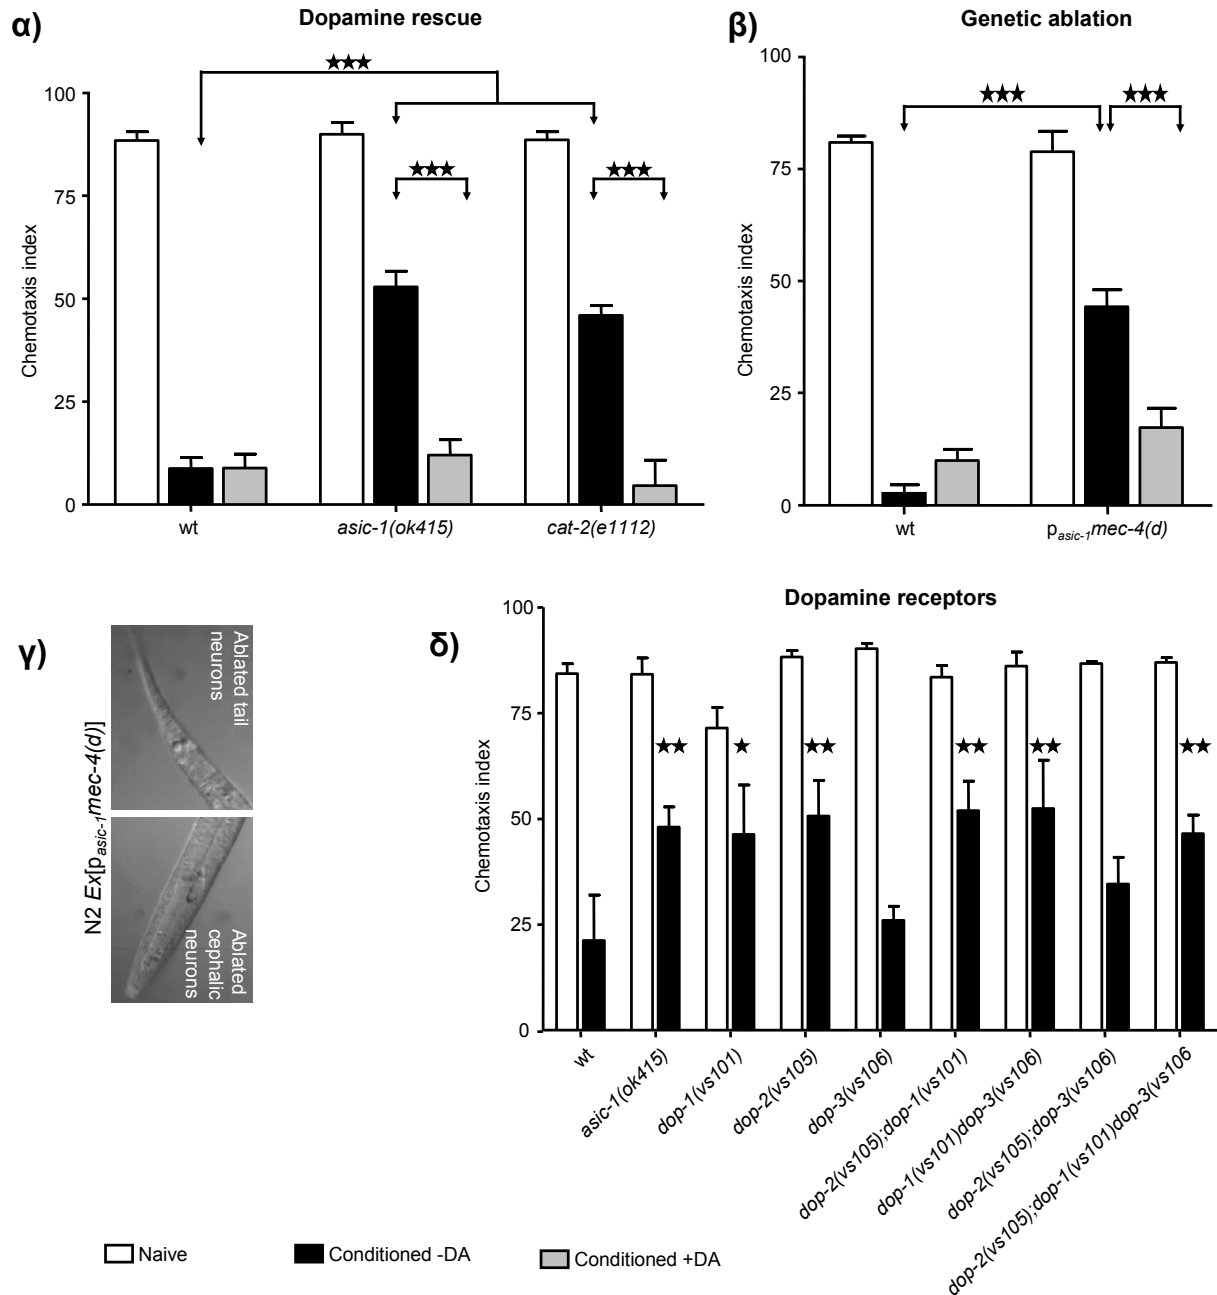 α)
Dopamine rescue
★★★
★★★
★★★
Chemotaxis index
100
75
50
25
0
wt
asic-1(ok415)
cat-2(e1112)
β)
Genetic ablation
★★★
★★★
Chemotaxis index
100
75
50
25
0
wt
pasic-1mec-4(d)
γ)
N2 Ex[pasic-1mec-4(d)]
Ablated tail
neurons
Ablated
cephalic
neurons
δ)
Dopamine receptors
Chemotaxis index
100
75
50
25
0
★★
★
★★
★★
★★
★★
wt
asic-1(ok415)
dop-1(vs101)
dop-2(vs105)
dop-3(vs106)
dop-2(vs105);dop-1(vs101)
dop-1(vs101)dop-3(vs106)
dop-2(vs105);dop-3(vs106)
dop-2(vs105);dop-1(vs101)dop-3(vs106
Naive
Conditioned -DA
Conditioned +DA